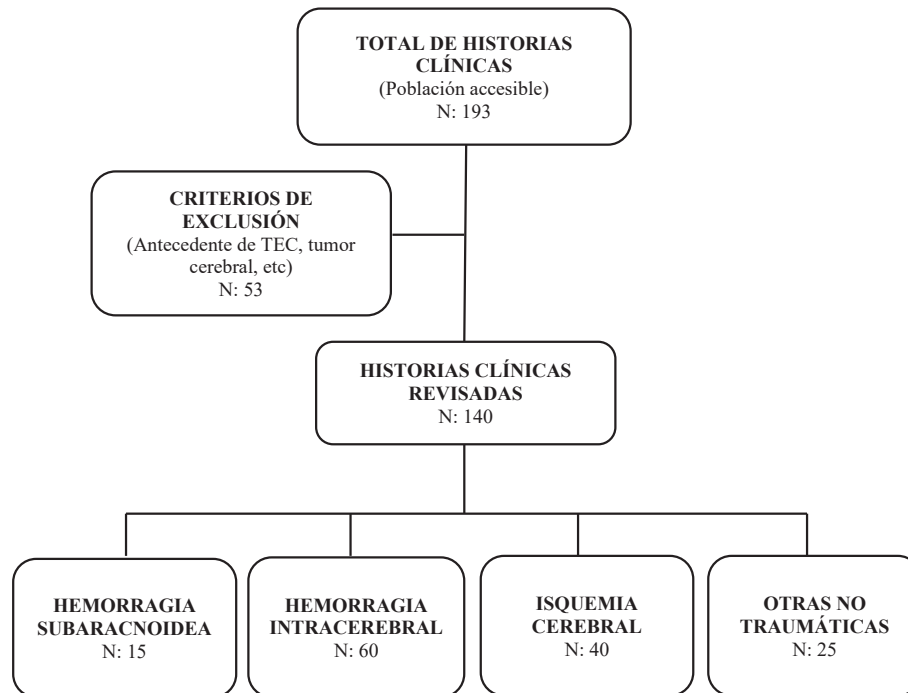 TOTAL DE HISTORIAS
CLÍNICAS
(Población accesible)
N: 193
CRITERIOS DE
EXCLUSIÓN
(Antecedente de TEC, tumor
cerebral, etc)
N: 53
HISTORIAS CLÍNICAS
REVISADAS
N: 140
HEMORRAGIA
SUBARACNOIDEA
N: 15
HEMORRAGIA
INTRACEREBRAL
N: 60
ISQUEMIA
CEREBRAL
N: 40
OTRAS NO
TRAUMÁTICAS
N: 25